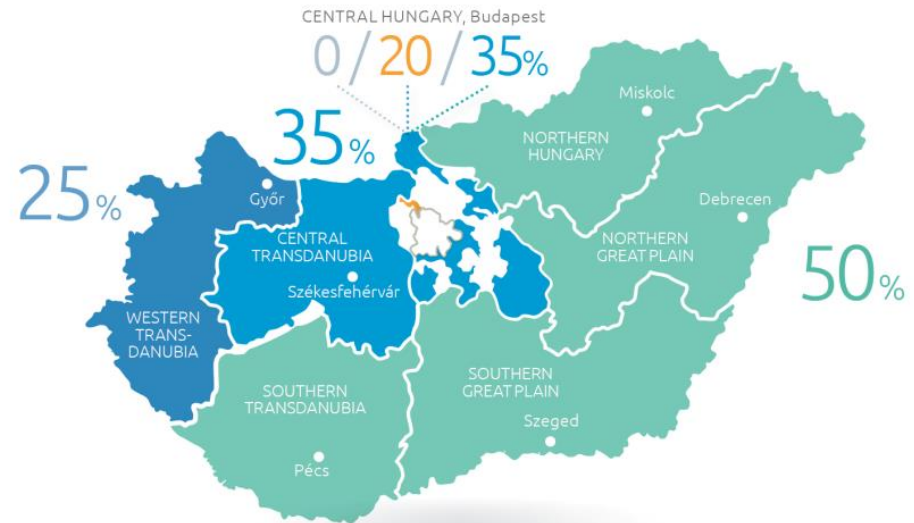 CENTRAL HUNGARY, Budapest
0 / 20 / 35%
Miskolc
35%
NORTHERN
HUNGARY
25%
Győr
Debrecen
CENTRAL
TRANSDANUBIA
NORTHERN
GREAT PLAIN
50%
Székesfehérvár
WESTERN
TRANS-
DANUBIA
SOUTHERN
TRANSDANUBIA
SOUTHERN
GREAT PLAIN
Szeged
Pécs